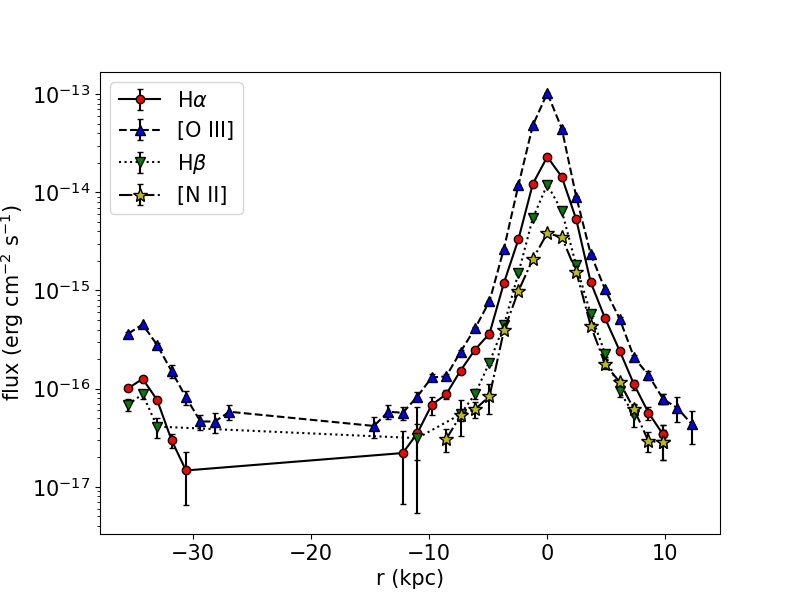 Hα
[O III]
Hβ
[N II]
flux (erg cm⁻² s⁻¹)
10⁻¹³
10⁻¹⁴
10⁻¹⁵
10⁻¹⁶
10⁻¹⁷
−30 −20 −10 0 10
r (kpc)